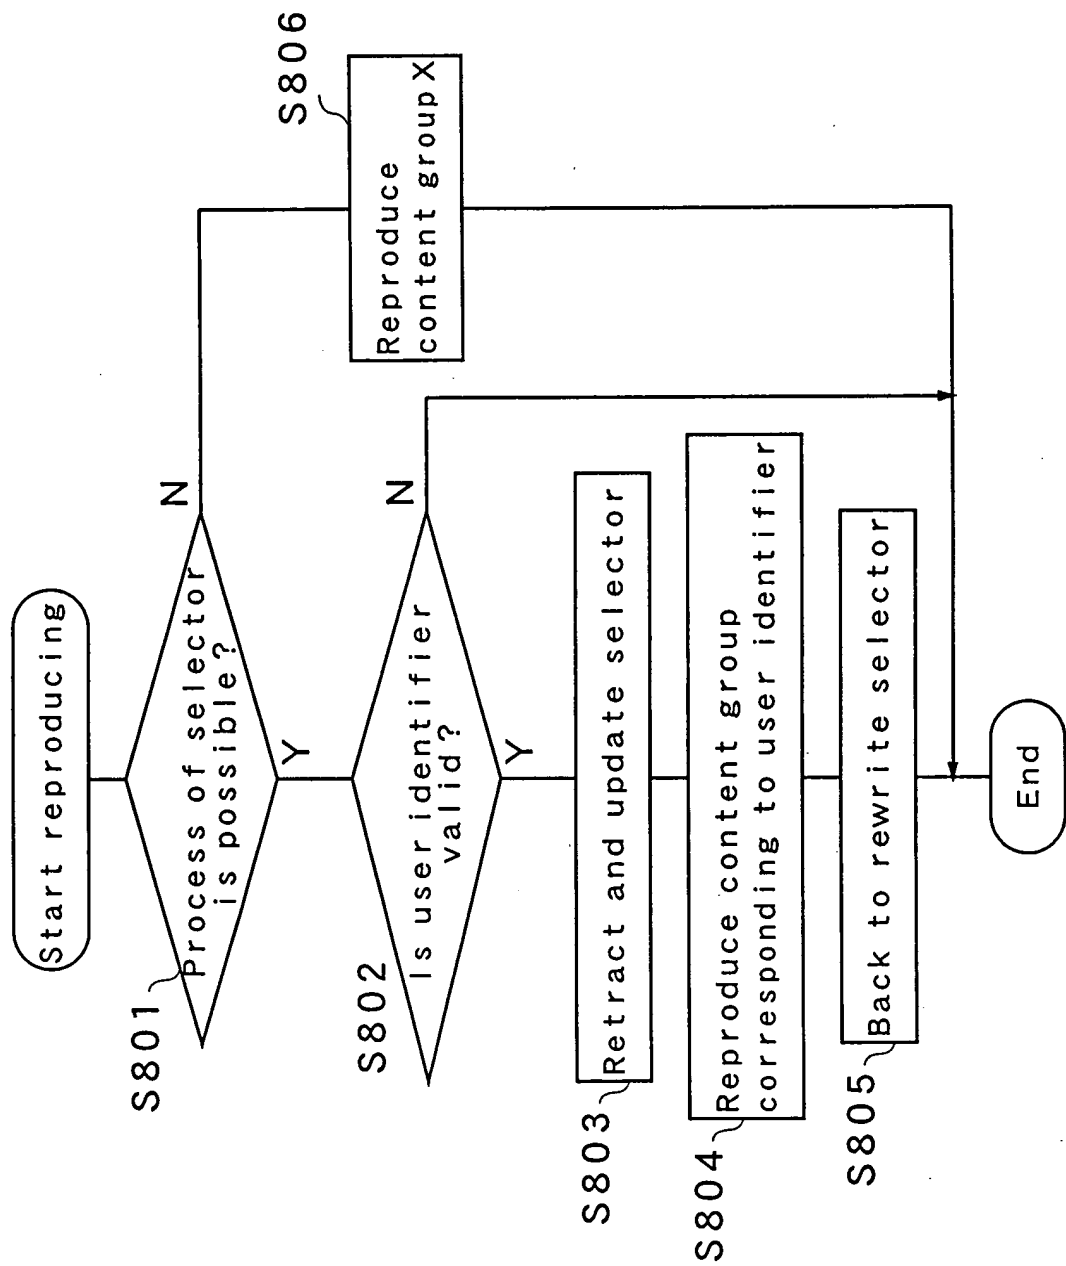 Start reproducing
S801
Process of selector
is possible?
N
Y
S806
Reproduce
content group X
S802
Is user identifier
valid?
N
Y
S803
Retract and update selector
S804
Reproduce content group
corresponding to user identifier
S805
Back to rewrite selector
End